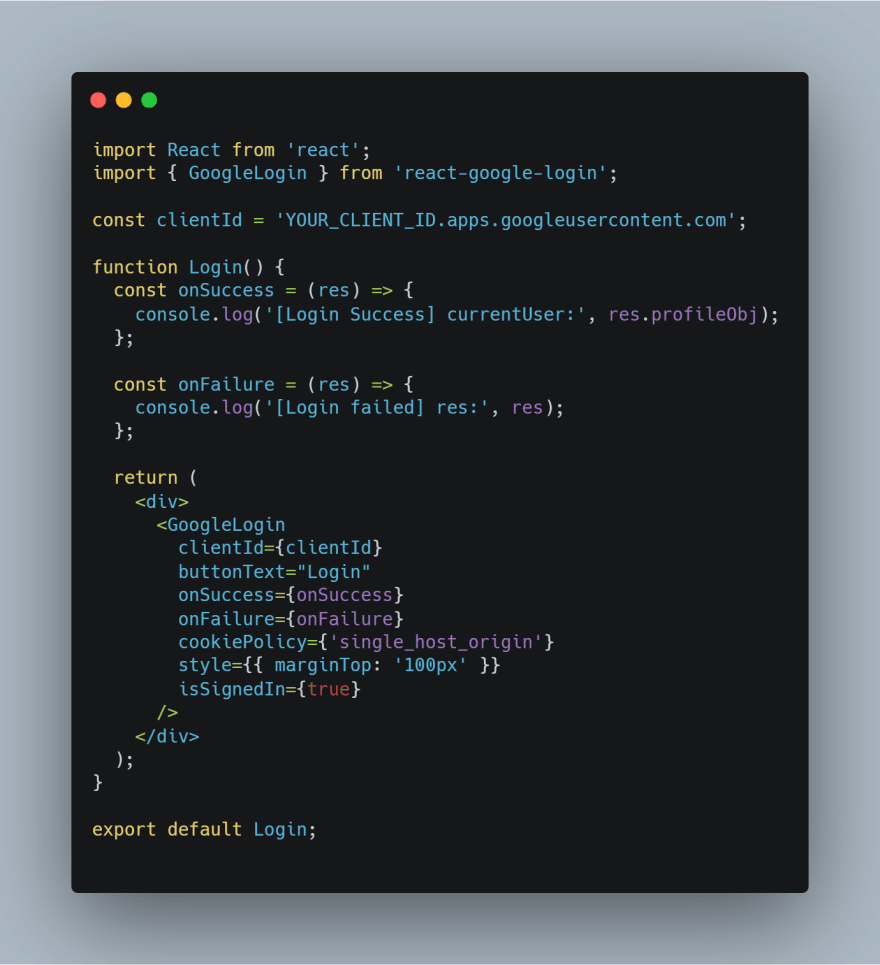 import React from 'react';
import { GoogleLogin } from 'react-google-login';
const clientId = 'YOUR_CLIENT_ID.apps.googleusercontent.com';
function Login() {
  const onSuccess = (res) => {
    console.log('[Login Success] currentUser:', res.profileObj);
  };
  const onFailure = (res) => {
    console.log('[Login failed] res:', res);
  };
  return (
    <div>
      <GoogleLogin
        clientId={clientId}
        buttonText="Login"
        onSuccess={onSuccess}
        onFailure={onFailure}
        cookiePolicy={'single_host_origin'}
        style={{ marginTop: '100px' }}
        isSignedIn={true}
      />
    </div>
  );
}
export default Login;